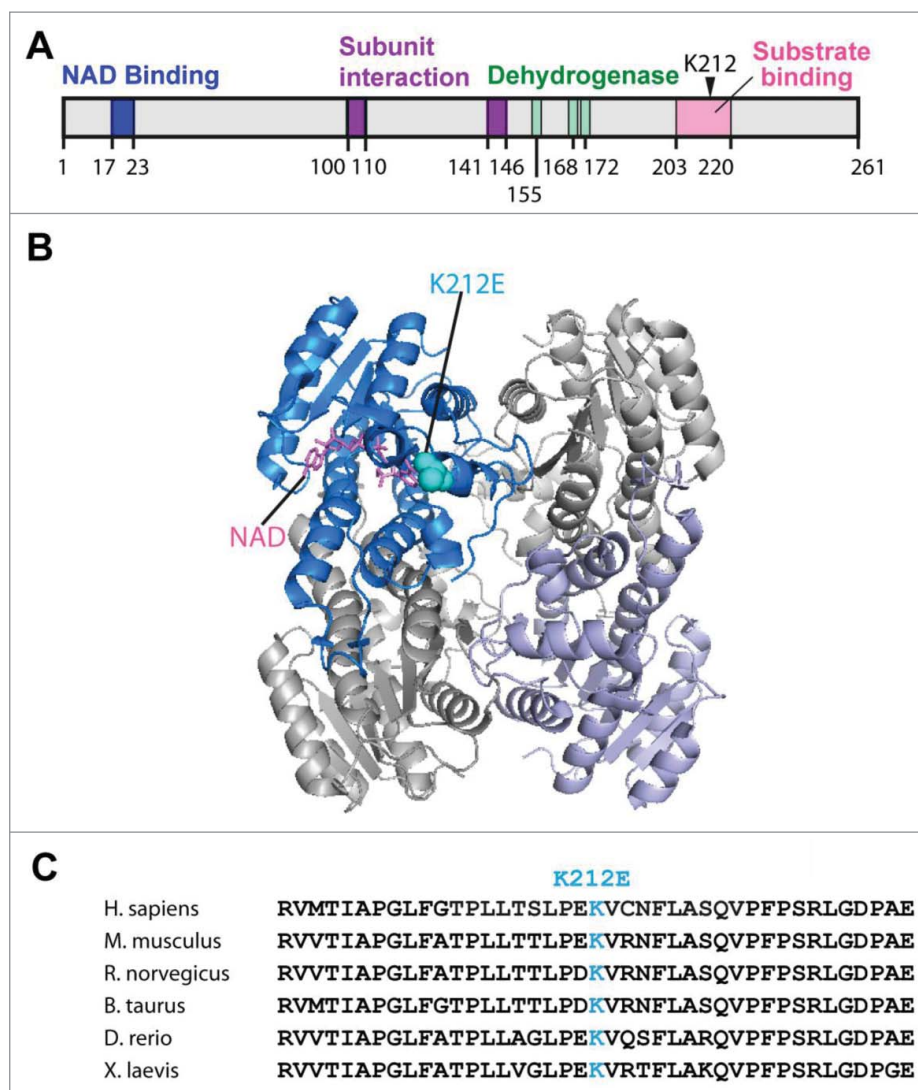 A
NAD Binding
Subunit
interaction
Dehydrogenase
K212
Substrate
binding
1 17 23 100 110 141 146 155 168 172 203 220 261
B
K212E
NAD
C
K212E
H. sapiens RVMTIAPGLFGTPLLTSLPEKVCNFLASQVPFPSRLGDPAE
M. musculus RVVTIAPGLFATPLLTTLPEKVRNFLASQVPFPSRLGDPAE
R. norvegicus RVVTIAPGLFATPLLTTLPDKVRNFLASQVPFPSRLGDPAE
B. taurus RVMTIAPGLFGTPLLTTLPDKVRNFLASQVPFPSRLGDPAE
D. rerio RVVTIAPGLFATPLLAGLPEKVQSFLARQVPFPSRLGDPAE
X. laevis RVVTIAPGLFATPLLVGLPEKVRTFLAKQVPFPSRLGDPGE